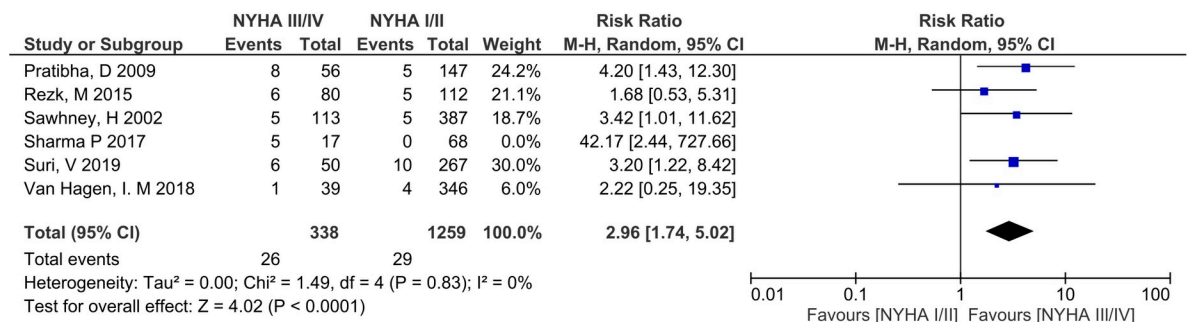 NYHA III/IV NYHA I/II Risk Ratio Risk Ratio
Study or Subgroup Events Total Events Total Weight M-H, Random, 95% CI M-H, Random, 95% CI
Pratibha, D 2009 8 56 5 147 24.2% 4.20 [1.43, 12.30]
Rezk, M 2015 6 80 5 112 21.1% 1.68 [0.53, 5.31]
Sawhney, H 2002 5 113 5 387 18.7% 3.42 [1.01, 11.62]
Sharma P 2017 5 17 0 68 0.0% 42.17 [2.44, 727.66]
Suri, V 2019 6 50 10 267 30.0% 3.20 [1.22, 8.42]
Van Hagen, I. M 2018 1 39 4 346 6.0% 2.22 [0.25, 19.35]
Total (95% CI) 338 1259 100.0% 2.96 [1.74, 5.02]
Total events 26 29
Heterogeneity: Tau² = 0.00; Chi² = 1.49, df = 4 (P = 0.83); I² = 0%
Test for overall effect: Z = 4.02 (P < 0.0001)
0.01 0.1 1 10 100
Favours [NYHA I/II] Favours [NYHA III/IV]